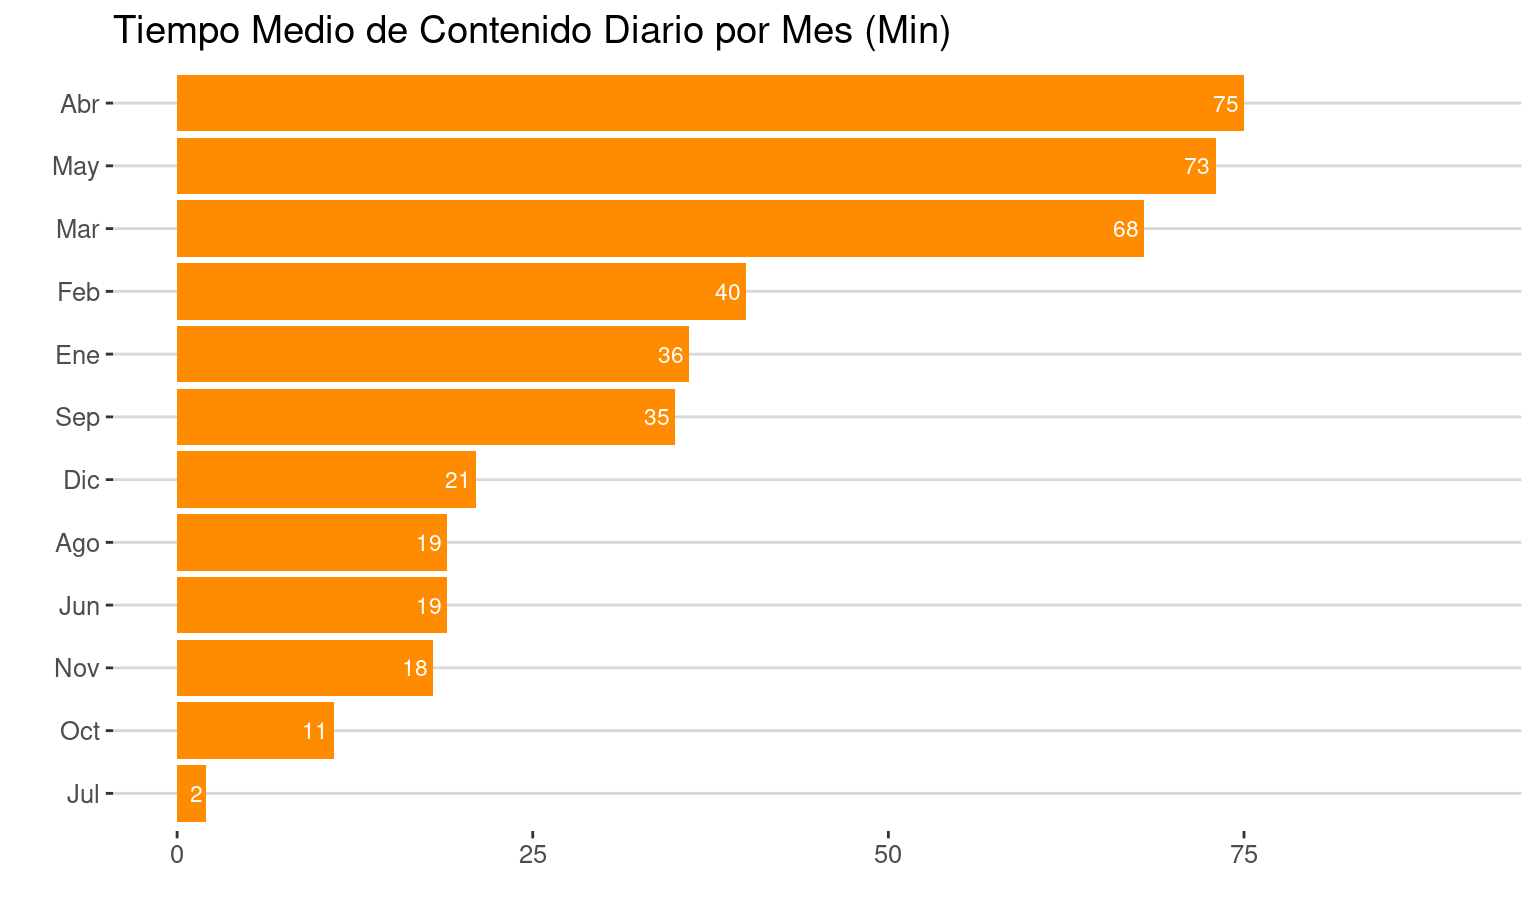 Tiempo Medio de Contenido Diario por Mes (Min)
Abr 75
May 73
Mar 68
Feb 40
Ene 36
Sep 35
Dic 21
Ago 19
Jun 19
Nov 18
Oct 11
Jul 2
0 25 50 75